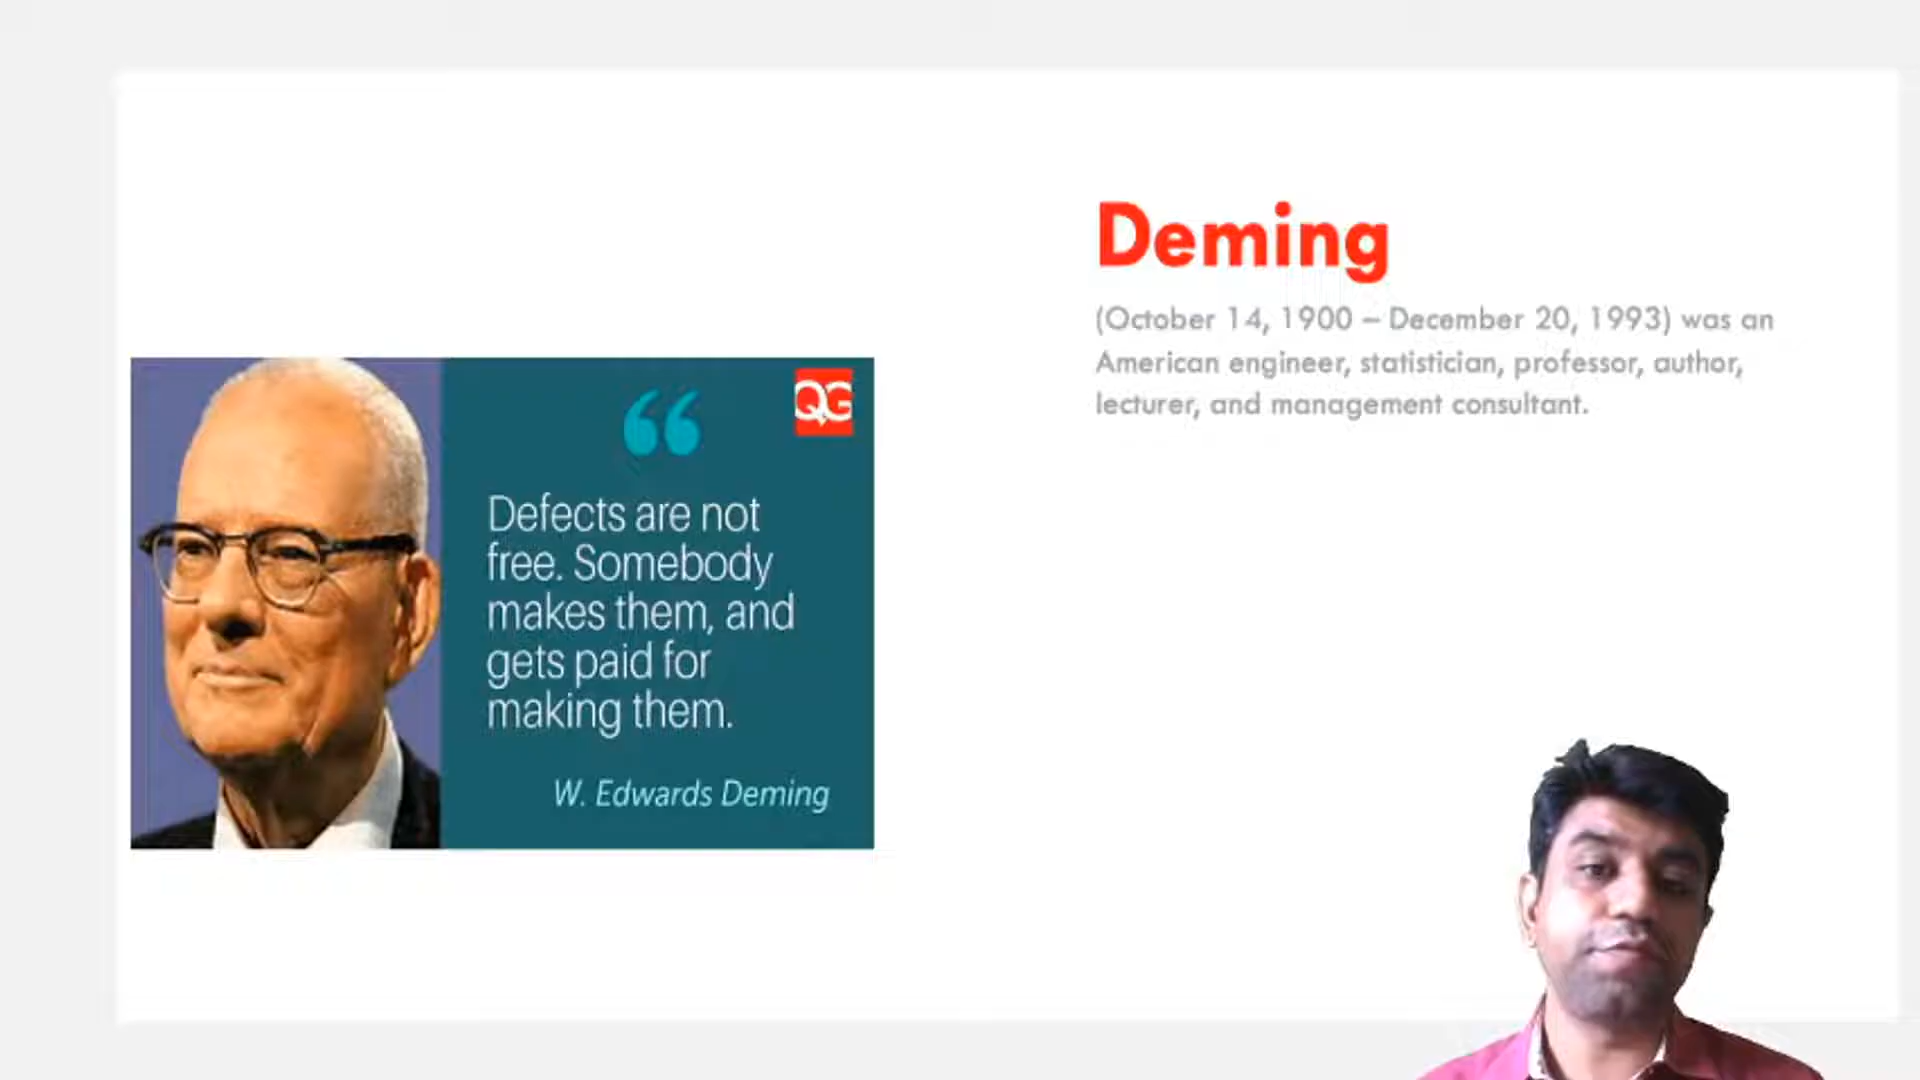 Deming
(October 14, 1900 – December 20, 1993) was an
American engineer, statistician, professor, author,
lecturer, and management consultant.
QG
“
Defects are not
free. Somebody
makes them, and
gets paid for
making them.
W. Edwards Deming